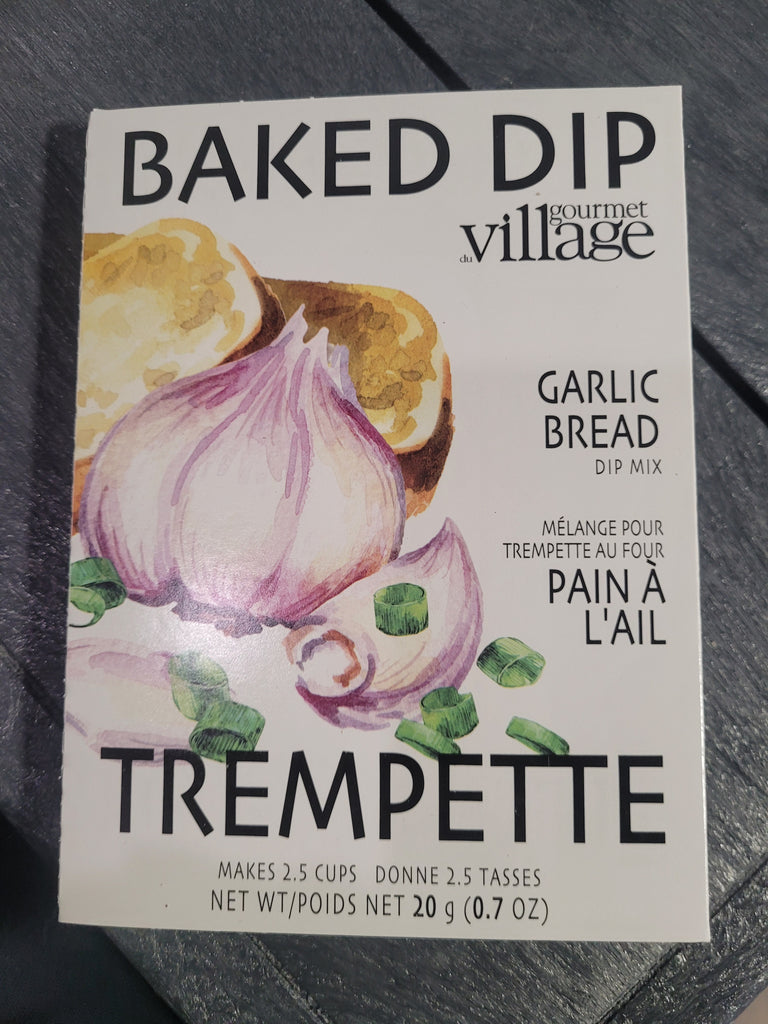 BAKED DIP
gourmet
du village
GARLIC
BREAD
DIP MIX
MÉLANGE POUR
TREMPETTE AU FOUR
PAIN À
L'AIL
TREMPETTE
MAKES 2.5 CUPS DONNE 2.5 TASSES
NET WT/POIDS NET 20 g (0.7 OZ)